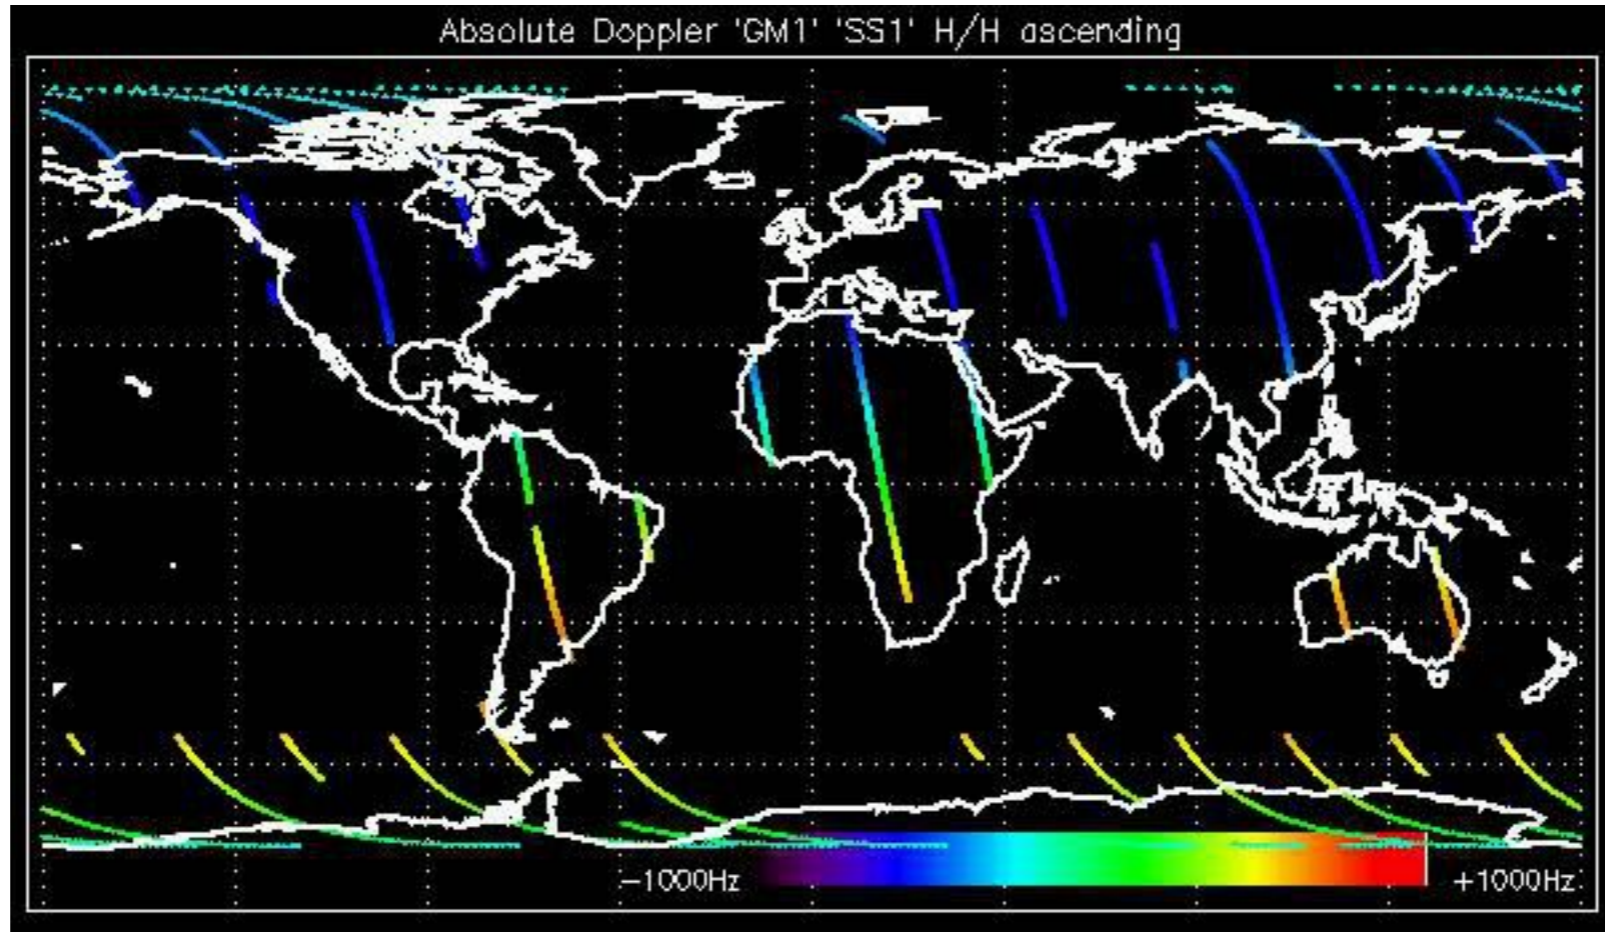 Absolute Doppler 'GM1' 'SS1' H/H ascending
−1000Hz +1000Hz